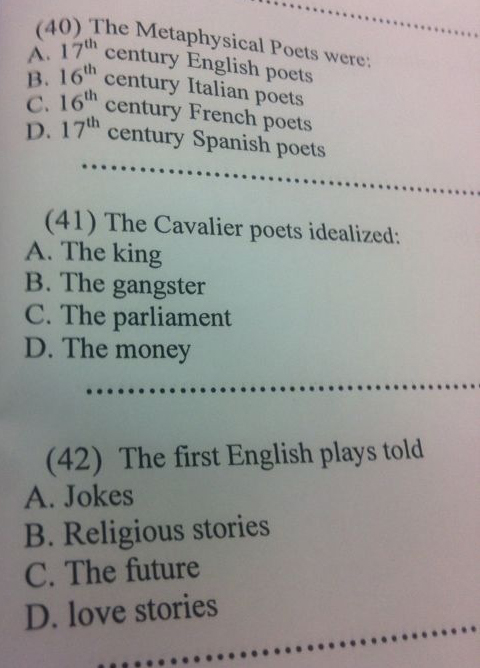 (40) The Metaphysical Poets were:
A. 17th century English poets
B. 16th century Italian poets
C. 16th century French poets
D. 17th century Spanish poets
(41) The Cavalier poets idealized:
A. The king
B. The gangster
C. The parliament
D. The money
(42) The first English plays told
A. Jokes
B. Religious stories
C. The future
D. love stories